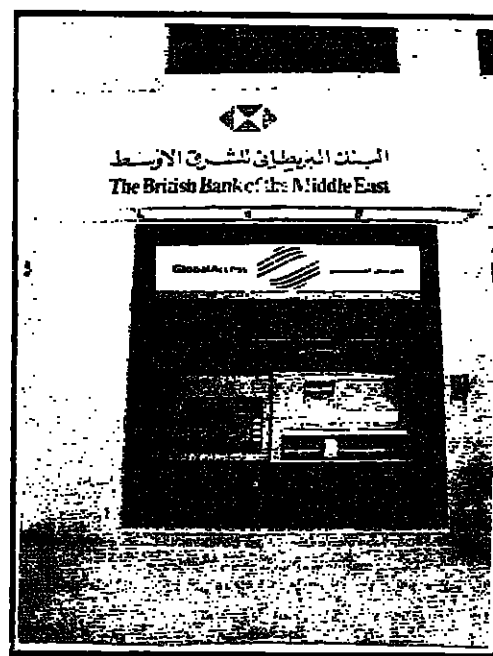 البنك البريطاني للشرق الاوسط
The British Bank of the Middle East
GlobalAccess